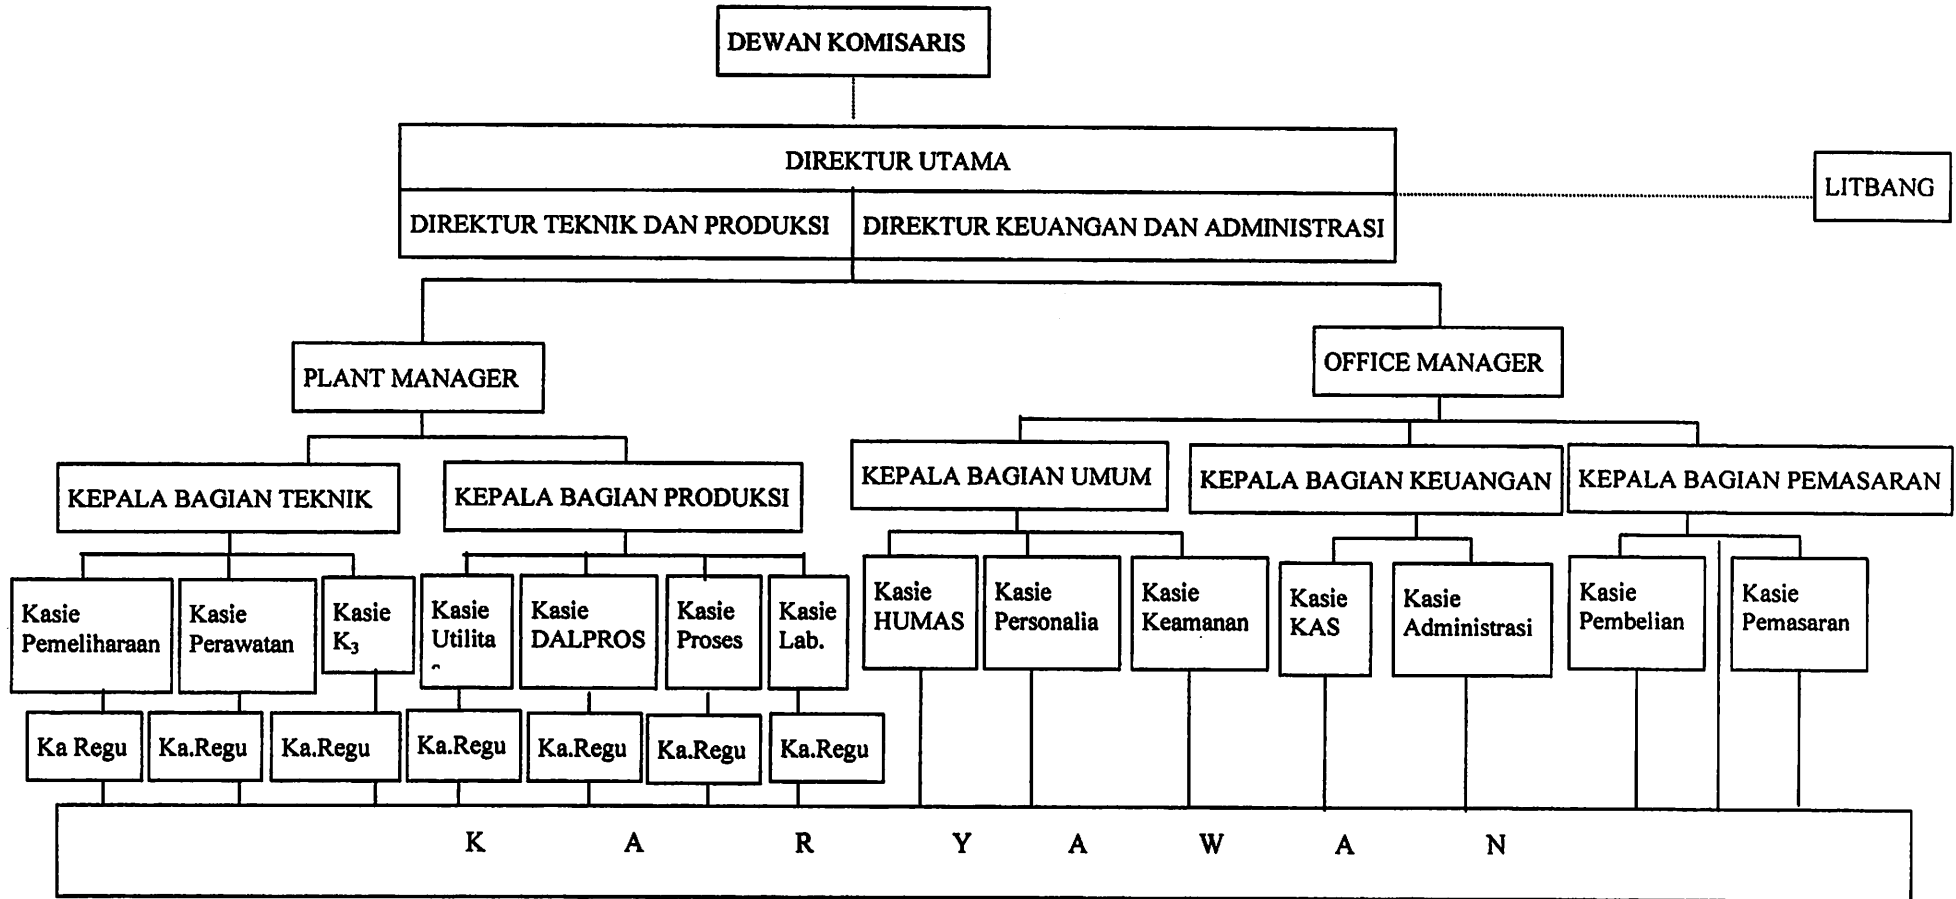 DEWAN KOMISARIS
DIREKTUR UTAMA
LITBANG
DIREKTUR TEKNIK DAN PRODUKSI
DIREKTUR KEUANGAN DAN ADMINISTRASI
PLANT MANAGER
OFFICE MANAGER
KEPALA BAGIAN TEKNIK
KEPALA BAGIAN PRODUKSI
KEPALA BAGIAN UMUM
KEPALA BAGIAN KEUANGAN
KEPALA BAGIAN PEMASARAN
Kasie
Pemeliharaan
Kasie
Perawatan
Kasie
K₃
Kasie
Utilita
Kasie
DALPROS
Kasie
Proses
Kasie
Lab.
Kasie
HUMAS
Kasie
Personalia
Kasie
Keamanan
Kasie
KAS
Kasie
Administrasi
Kasie
Pembelian
Kasie
Pemasaran
Ka Regu
Ka.Regu
Ka.Regu
Ka.Regu
Ka.Regu
Ka.Regu
Ka.Regu
K A R Y A W A N